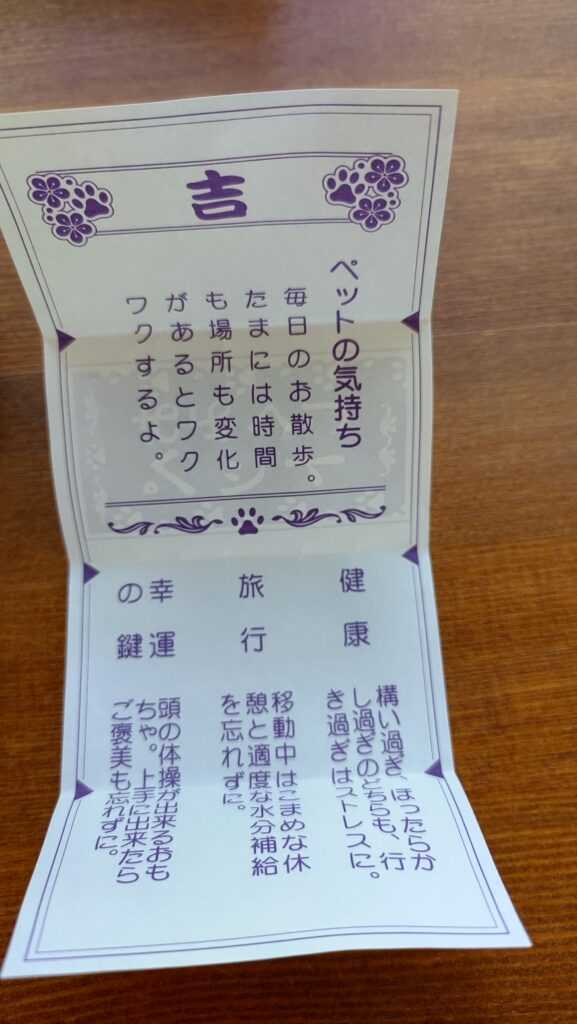 吉
ペットの気持ち
毎日のお散歩。
たまには時間
も場所も変化
があるとワク
ワクするよ。
健康
構い過ぎ、ほったらか
し過ぎのどちらも、行
き過ぎはストレスに。
旅行
移動中はこまめな休
憩と適度な水分補給
を忘れずに。
幸運
の鍵
頭の体操が出来るおも
ちゃ。上手に出来たら
ご褒美も忘れずに。